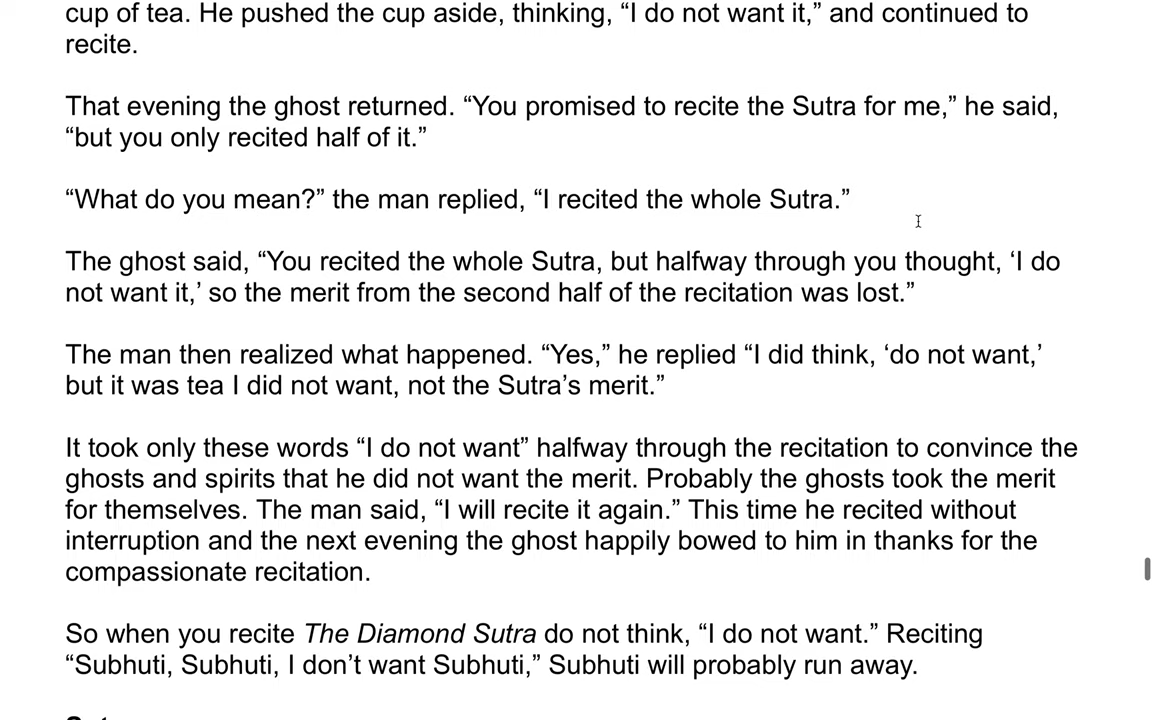 cup of tea. He pushed the cup aside, thinking, “I do not want it,” and continued to
recite.
That evening the ghost returned. “You promised to recite the Sutra for me,” he said,
“but you only recited half of it.”
“What do you mean?” the man replied, “I recited the whole Sutra.”
The ghost said, “You recited the whole Sutra, but halfway through you thought, ‘I do
not want it,’ so the merit from the second half of the recitation was lost.”
The man then realized what happened. “Yes,” he replied “I did think, ‘do not want,’
but it was tea I did not want, not the Sutra’s merit.”
It took only these words “I do not want” halfway through the recitation to convince the
ghosts and spirits that he did not want the merit. Probably the ghosts took the merit
for themselves. The man said, “I will recite it again.” This time he recited without
interruption and the next evening the ghost happily bowed to him in thanks for the
compassionate recitation.
So when you recite The Diamond Sutra do not think, “I do not want.” Reciting
“Subhuti, Subhuti, I don’t want Subhuti,” Subhuti will probably run away.